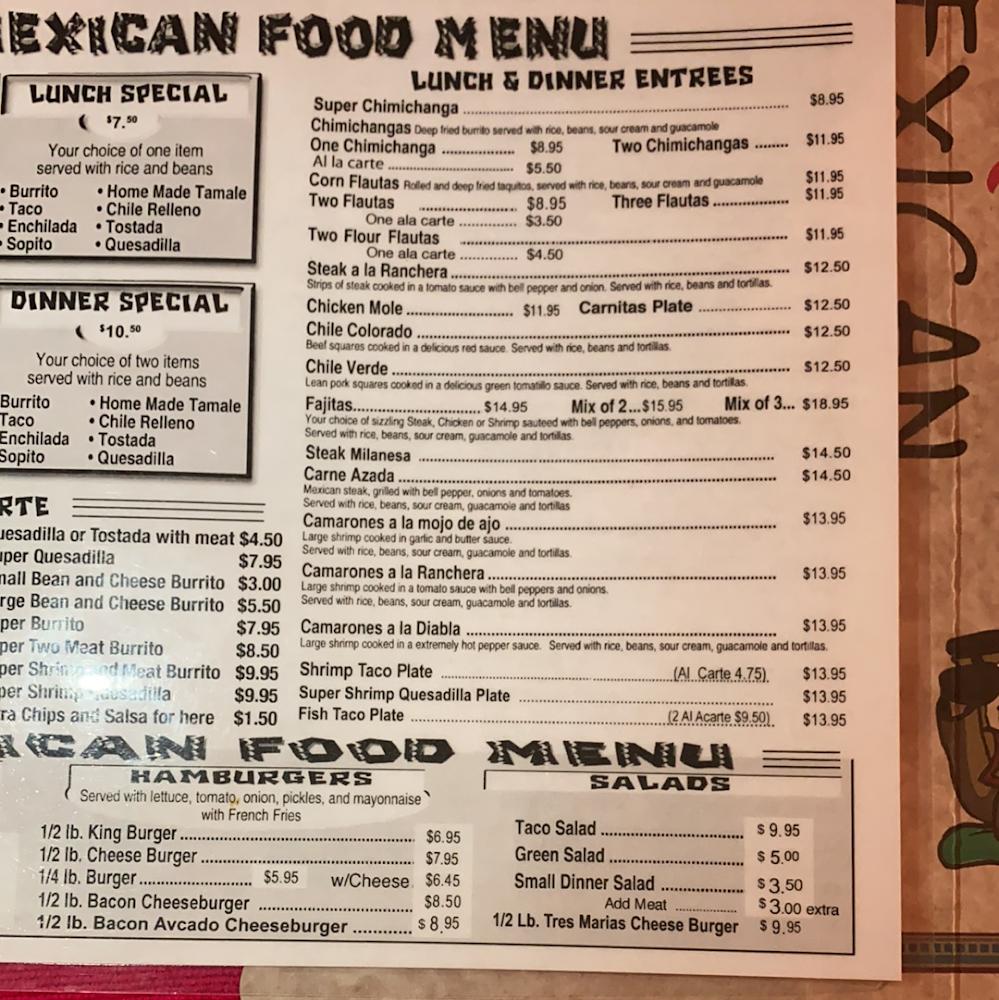 MEXICAN FOOD MENU
LUNCH SPECIAL
$7.50
Your choice of one item
served with rice and beans
• Burrito • Home Made Tamale
• Taco • Chile Relleno
• Enchilada • Tostada
• Sopito • Quesadilla
DINNER SPECIAL
$10.50
Your choice of two items
served with rice and beans
Burrito • Home Made Tamale
Taco • Chile Relleno
Enchilada • Tostada
Sopito • Quesadilla
RTE
uesadilla or Tostada with meat $4.50
uper Quesadilla $7.95
mall Bean and Cheese Burrito $3.00
rge Bean and Cheese Burrito $5.50
per Burrito $7.95
per Two Meat Burrito $8.50
per Shrimp and Meat Burrito $9.95
per Shrimp Quesadilla $9.95
ra Chips and Salsa for here $1.50
LUNCH & DINNER ENTREES
Super Chimichanga $8.95
Chimichangas Deep fried burrito served with rice, beans, sour cream and guacamole
One Chimichanga $8.95 Two Chimichangas $11.95
Al la carte $5.50
Corn Flautas Rolled and deep fried taquitos, served with rice, beans, sour cream and guacamole $11.95
Two Flautas $8.95 Three Flautas $11.95
One ala carte $3.50
Two Flour Flautas $11.95
One ala carte $4.50
Steak a la Ranchera $12.50
Strips of steak cooked in a tomato sauce with bell pepper and onion. Served with rice, beans and tortillas.
Chicken Mole $11.95 Carnitas Plate $12.50
Chile Colorado $12.50
Beef squares cooked in a delicious red sauce. Served with rice, beans and tortillas.
Chile Verde $12.50
Lean pork squares cooked in a delicious green tomatillo sauce. Served with rice, beans and tortillas.
Fajitas $14.95 Mix of 2...$15.95 Mix of 3... $18.95
Your choice of sizzling Steak, Chicken or Shrimp sauteed with bell peppers, onions, and tomatoes.
Served with rice, beans, sour cream, guacamole and tortillas.
Steak Milanesa $14.50
Carne Azada $14.50
Mexican steak, grilled with bell pepper, onions and tomatoes.
Served with rice, beans, sour cream, guacamole and tortillas
Camarones a la mojo de ajo $13.95
Large shrimp cooked in garlic and butter sauce.
Served with rice, beans, sour cream, guacamole and tortillas.
Camarones a la Ranchera $13.95
Large shrimp cooked in a tomato sauce with bell peppers and onions.
Served with rice, beans, sour cream, guacamole and tortillas.
Camarones a la Diabla $13.95
Large shrimp cooked in a extremely hot pepper sauce. Served with rice, beans, sour cream, guacamole and tortillas.
Shrimp Taco Plate (Al Carte 4.75). $13.95
Super Shrimp Quesadilla Plate $13.95
Fish Taco Plate (2 Al Acarte $9.50). $13.95
ICAN FOOD MENU
HAMBURGERS
Served with lettuce, tomato, onion, pickles, and mayonnaise
with French Fries
1/2 lb. King Burger $6.95
1/2 lb. Cheese Burger $7.95
1/4 lb. Burger $5.95 w/Cheese $6.45
1/2 lb. Bacon Cheeseburger $8.50
1/2 lb. Bacon Avcado Cheeseburger $8.95
SALADS
Taco Salad $9.95
Green Salad $5.00
Small Dinner Salad $3.50
Add Meat $3.00 extra
1/2 Lb. Tres Marias Cheese Burger $9.95
EXICAN